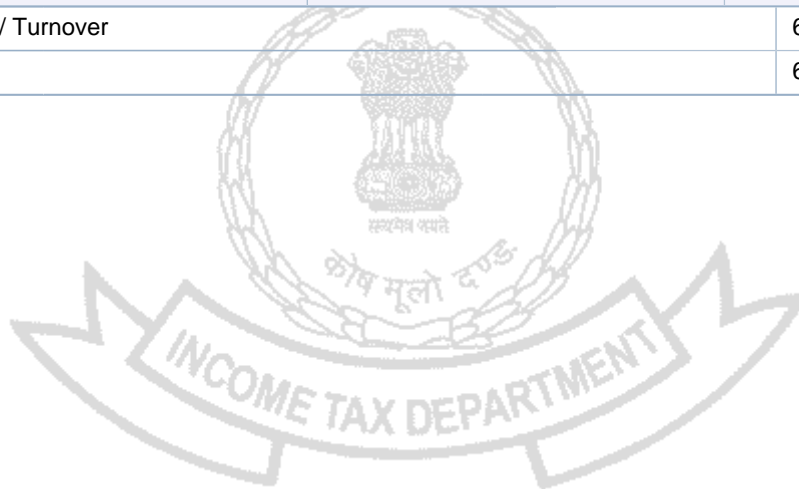 / Turnover 6
6
सत्यमेव जयते
कोष मूलो दण्डः
INCOME TAX DEPARTMENT